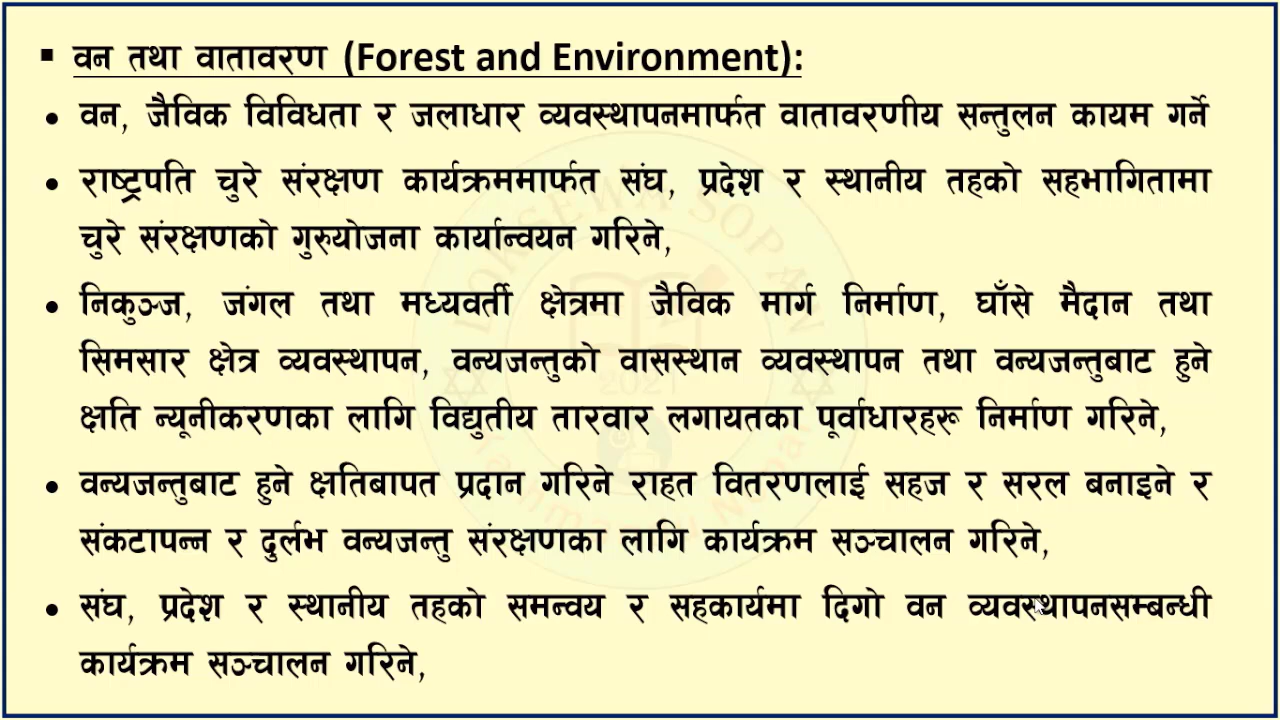 ▪ वन तथा वातावरण (Forest and Environment):
• वन, जैविक विविधता र जलाधार व्यवस्थापनमार्फत वातावरणीय सन्तुलन कायम गर्ने
• राष्ट्रपति चुरे संरक्षण कार्यक्रममार्फत संघ, प्रदेश र स्थानीय तहको सहभागितामा
चुरे संरक्षणको गुरुयोजना कार्यान्वयन गरिने,
• निकुञ्ज, जंगल तथा मध्यवर्ती क्षेत्रमा जैविक मार्ग निर्माण, घाँसे मैदान तथा
सिमसार क्षेत्र व्यवस्थापन, वन्यजन्तुको वासस्थान व्यवस्थापन तथा वन्यजन्तुबाट हुने
क्षति न्यूनीकरणका लागि विद्युतीय तारवार लगायतका पूर्वाधारहरू निर्माण गरिने,
• वन्यजन्तुबाट हुने क्षतिबापत प्रदान गरिने राहत वितरणलाई सहज र सरल बनाइने र
संकटापन्न र दुर्लभ वन्यजन्तु संरक्षणका लागि कार्यक्रम सञ्चालन गरिने,
• संघ, प्रदेश र स्थानीय तहको समन्वय र सहकार्यमा दिगो वन व्यवस्थापनसम्बन्धी
कार्यक्रम सञ्चालन गरिने,
LOKSEWA SOPAN
2021